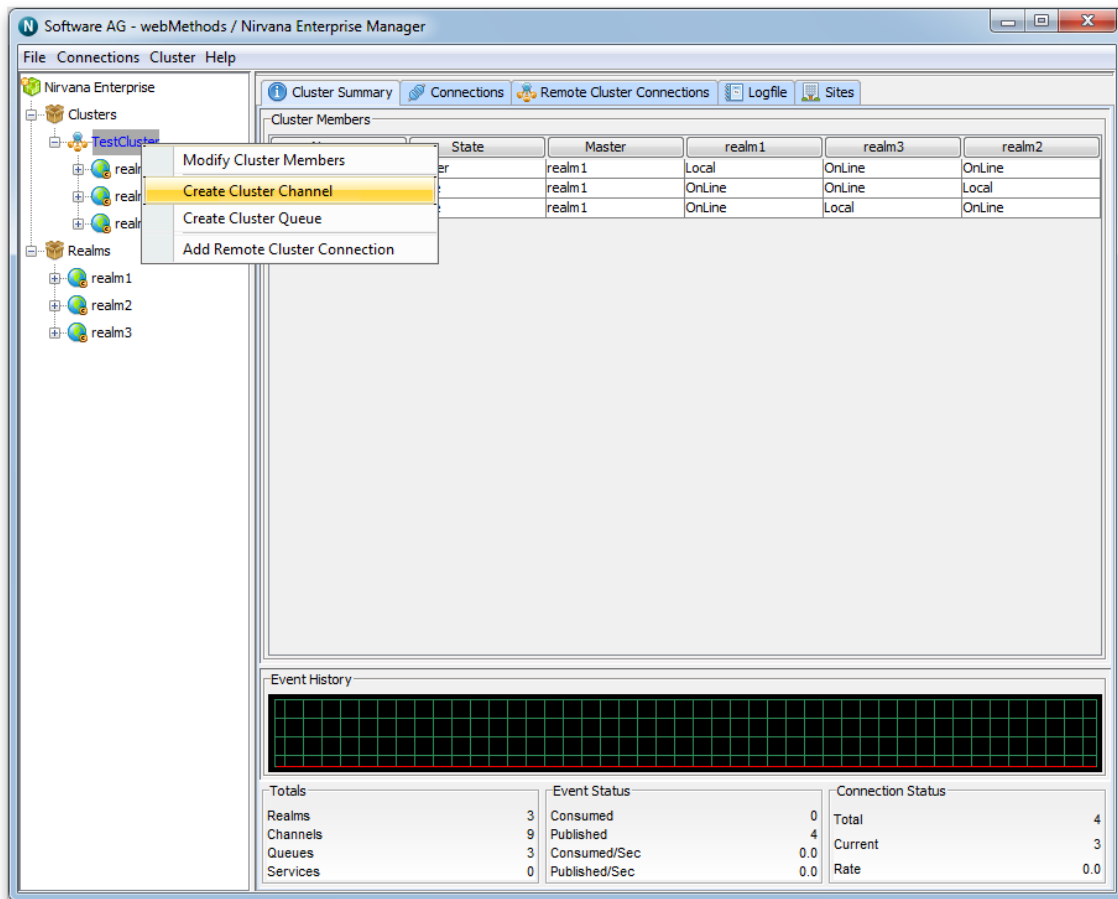 Software AG - webMethods / Nirvana Enterprise Manager
File Connections Cluster Help
Nirvana Enterprise
Clusters
TestCluster
Realms
realm1
realm2
realm3
Modify Cluster Members
Create Cluster Channel
Create Cluster Queue
Add Remote Cluster Connection
Cluster Summary Connections Remote Cluster Connections Logfile Sites
Cluster Members
State Master realm1 realm3 realm2
realm1 Local OnLine OnLine
realm1 OnLine OnLine Local
realm1 OnLine Local OnLine
Event History
Totals
Realms 3
Channels 9
Queues 3
Services 0
Event Status
Consumed 0
Published 4
Consumed/Sec 0.0
Published/Sec 0.0
Connection Status
Total 4
Current 3
Rate 0.0